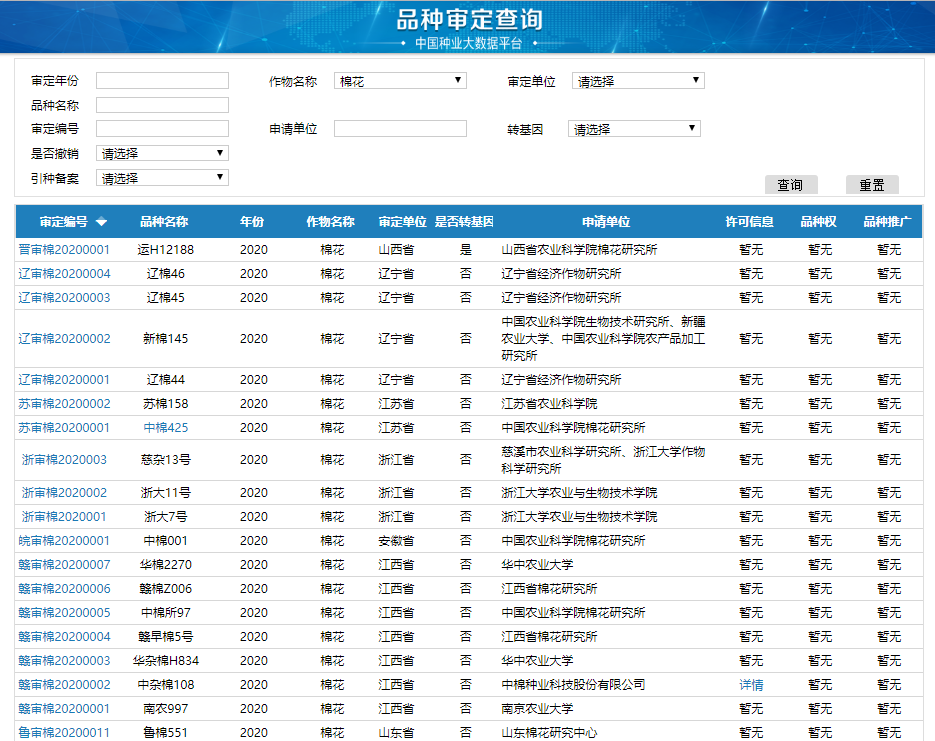 品种审定查询
中国种业大数据平台
审定年份 作物名称 棉花 审定单位 请选择
品种名称
审定编号 申请单位 转基因 请选择
是否撤销 请选择
引种备案 请选择
查询 重置
审定编号 品种名称 年份 作物名称 审定单位 是否转基因 申请单位 许可信息 品种权 品种推广
晋审棉20200001 运H12188 2020 棉花 山西省 是 山西省农业科学院棉花研究所 暂无 暂无 暂无
辽审棉20200004 辽棉46 2020 棉花 辽宁省 否 辽宁省经济作物研究所 暂无 暂无 暂无
辽审棉20200003 辽棉45 2020 棉花 辽宁省 否 辽宁省经济作物研究所 暂无 暂无 暂无
中国农业科学院生物技术研究所、新疆
辽审棉20200002 新棉145 2020 棉花 辽宁省 否 农业大学、中国农业科学院农产品加工 暂无 暂无 暂无
研究所
辽审棉20200001 辽棉44 2020 棉花 辽宁省 否 辽宁省经济作物研究所 暂无 暂无 暂无
苏审棉20200002 苏棉158 2020 棉花 江苏省 否 江苏省农业科学院 暂无 暂无 暂无
苏审棉20200001 中棉425 2020 棉花 江苏省 否 中国农业科学院棉花研究所 暂无 暂无 暂无
浙审棉2020003 慈杂13号 2020 棉花 浙江省 否 慈溪市农业科学研究所、浙江大学作物 暂无 暂无 暂无
科学研究所
浙审棉2020002 浙大11号 2020 棉花 浙江省 否 浙江大学农业与生物技术学院 暂无 暂无 暂无
浙审棉2020001 浙大7号 2020 棉花 浙江省 否 浙江大学农业与生物技术学院 暂无 暂无 暂无
皖审棉20200001 中棉001 2020 棉花 安徽省 否 中国农业科学院棉花研究所 暂无 暂无 暂无
赣审棉20200007 华棉2270 2020 棉花 江西省 否 华中农业大学 暂无 暂无 暂无
赣审棉20200006 赣棉Z006 2020 棉花 江西省 否 江西省棉花研究所 暂无 暂无 暂无
赣审棉20200005 中棉所97 2020 棉花 江西省 否 中国农业科学院棉花研究所 暂无 暂无 暂无
赣审棉20200004 赣早棉5号 2020 棉花 江西省 否 江西省棉花研究所 暂无 暂无 暂无
赣审棉20200003 华杂棉H834 2020 棉花 江西省 否 华中农业大学 暂无 暂无 暂无
赣审棉20200002 中杂棉108 2020 棉花 江西省 否 中棉种业科技股份有限公司 详情 暂无 暂无
赣审棉20200001 南农997 2020 棉花 江西省 否 南京农业大学 暂无 暂无 暂无
鲁审棉20200011 鲁棉551 2020 棉花 山东省 否 山东棉花研究中心 暂无 暂无 暂无